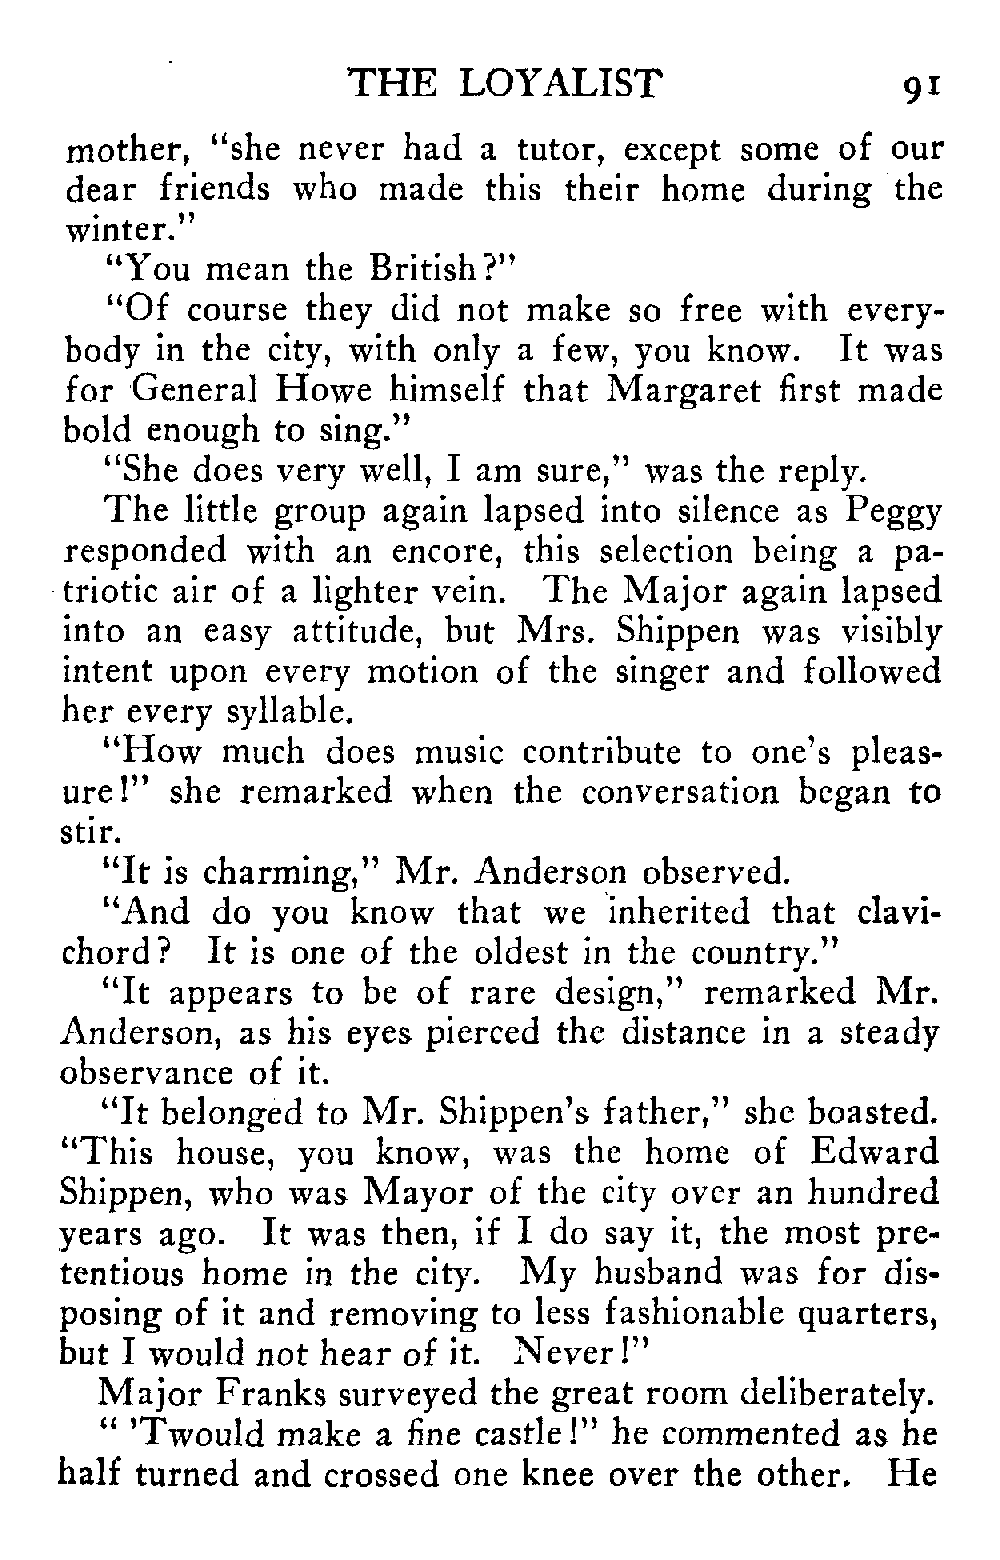 THE LOYALIST 91
mother, "she never had a tutor, except some of our
dear friends who made this their home during the
winter."
"You mean the British?"
"Of course they did not make so free with every-
body in the city, with only a few, you know. It was
for General Howe himself that Margaret first made
bold enough to sing."
"She does very well, I am sure," was the reply.
The little group again lapsed into silence as Peggy
responded with an encore, this selection being a pa-
triotic air of a lighter vein. The Major again lapsed
into an easy attitude, but Mrs. Shippen was visibly
intent upon every motion of the singer and followed
her every syllable.
"How much does music contribute to one's pleas-
ure!" she remarked when the conversation began to
stir.
"It is charming," Mr. Anderson observed.
"And do you know that we inherited that clavi-
chord? It is one of the oldest in the country."
"It appears to be of rare design," remarked Mr.
Anderson, as his eyes pierced the distance in a steady
observance of it.
"It belonged to Mr. Shippen's father," she boasted.
"This house, you know, was the home of Edward
Shippen, who was Mayor of the city over an hundred
years ago. It was then, if I do say it, the most pre-
tentious home in the city. My husband was for dis-
posing of it and removing to less fashionable quarters,
but I would not hear of it. Never!"
Major Franks surveyed the great room deliberately.
" 'Twould make a fine castle!" he commented as he
half turned and crossed one knee over the other. He